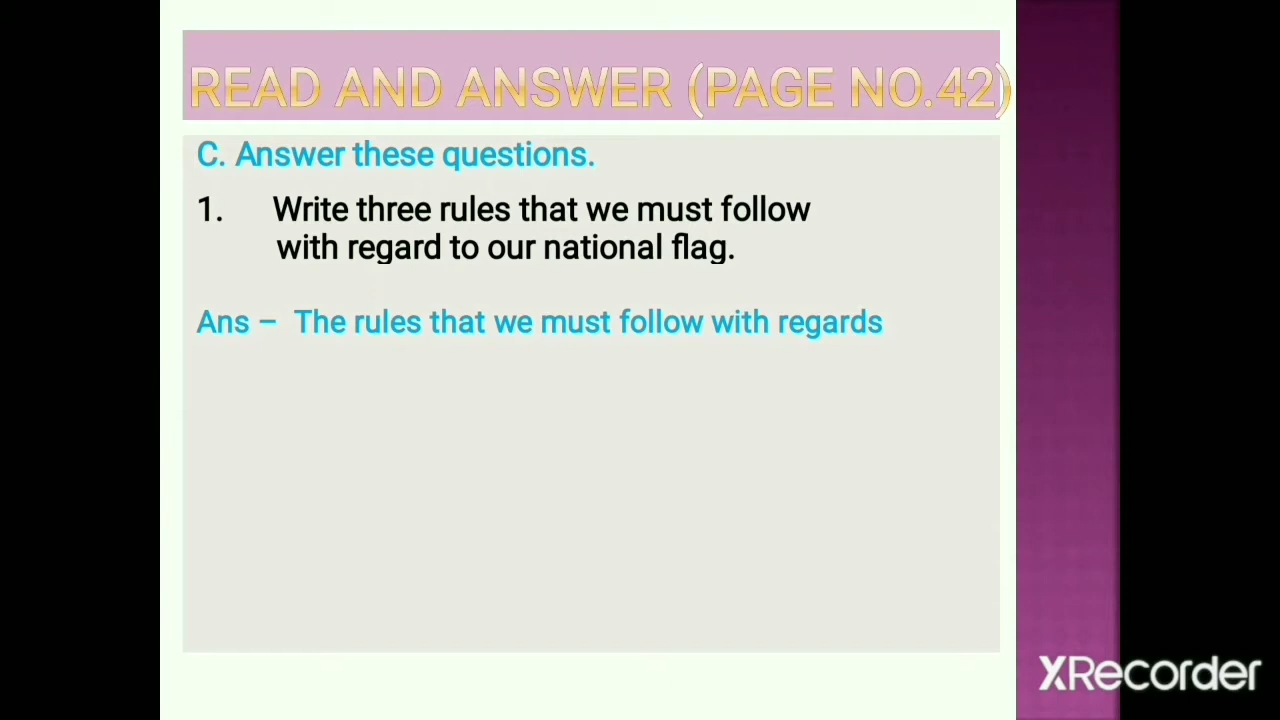 READ AND ANSWER (PAGE NO.42)
C. Answer these questions.
1. Write three rules that we must follow
with regard to our national flag.
Ans – The rules that we must follow with regards
XRecorder